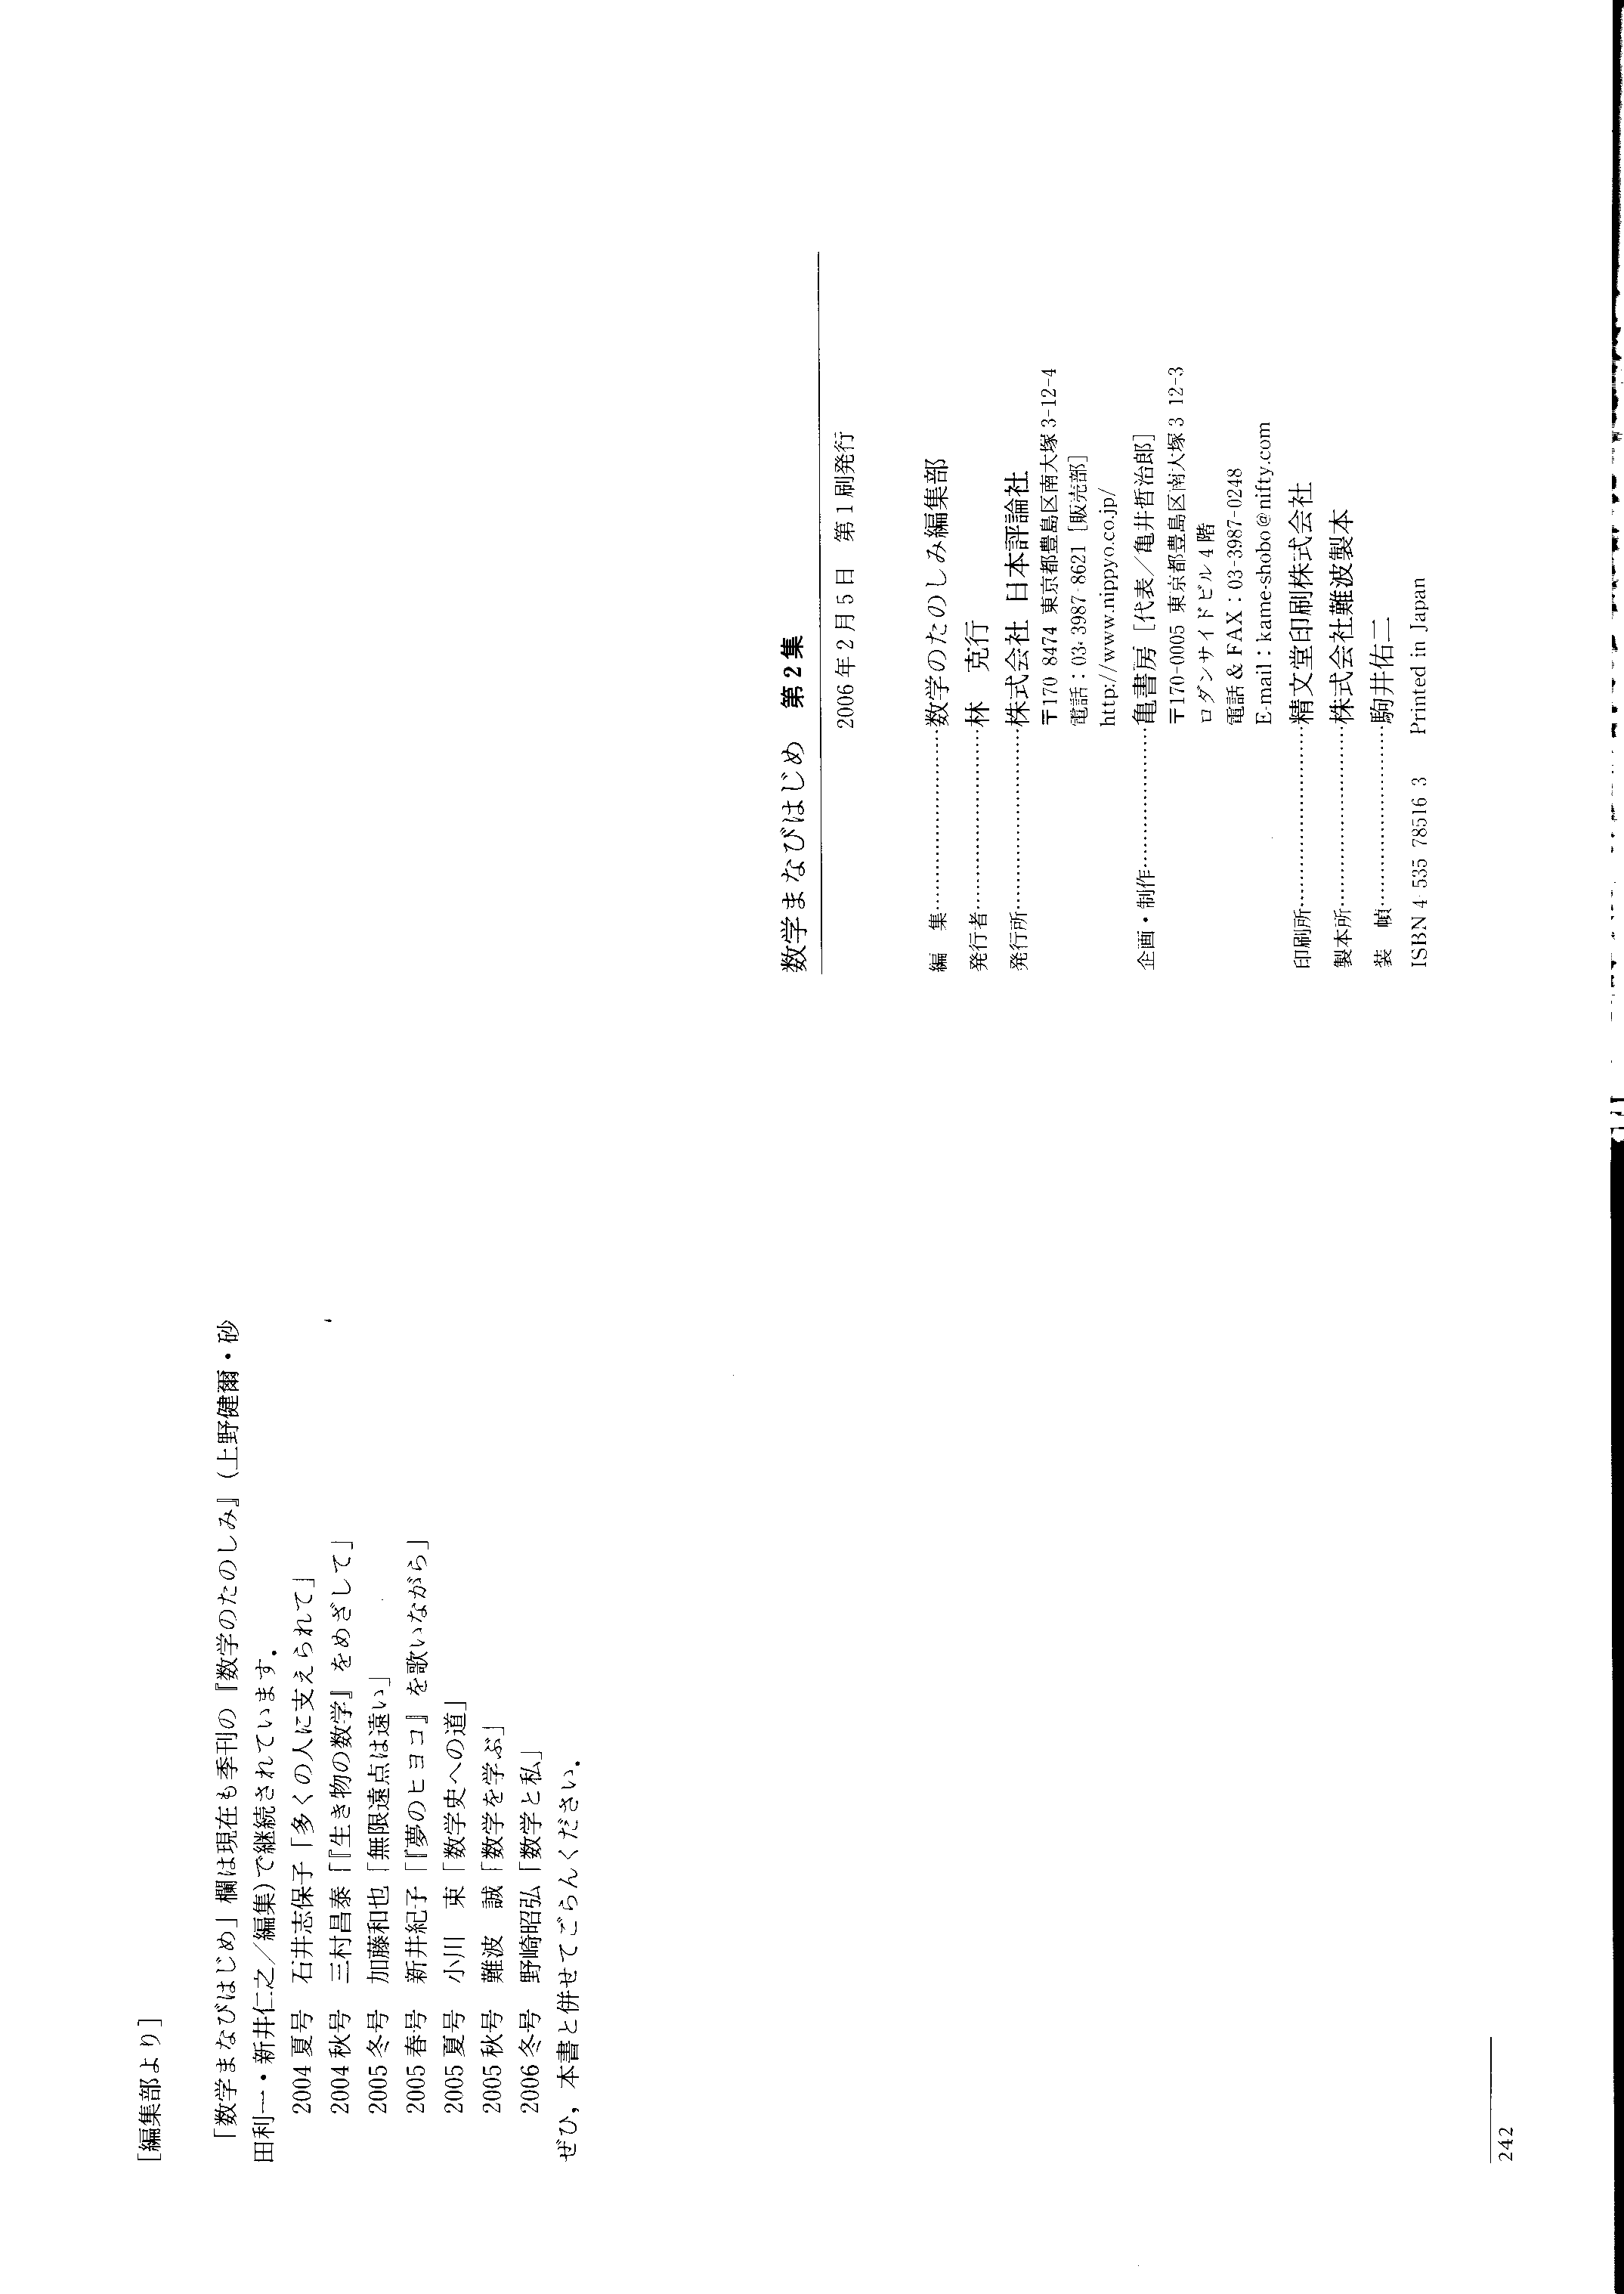 [編集部より]
「数学まなびはじめ」欄は現在も季刊の『数学のたのしみ』(上野健爾・砂
田利一・新井仁之／編集)で継続されています．
2004 夏号　石井志保子「多くの人に支えられて」
2004 秋号　三村昌泰「『生き物の数学』をめざして」
2005 冬号　加藤和也「無限遠点は遠い」
2005 春号　新井紀子「『夢のヒヨコ』を歌いながら」
2005 夏号　小川　束「数学史への道」
2005 秋号　難波　誠「数学を学ぶ」
2006 冬号　野崎昭弘「数学と私」
ぜひ，本書と併せてごらんください．
242
数学まなびはじめ　第2集
2006年2月5日　第1刷発行
編　集……………………数学のたのしみ編集部
発行者……………………林　克行
発行所……………………株式会社 日本評論社
〒170 8474 東京都豊島区南大塚3-12-4
電話：03-3987-8621［販売部］
http://www.nippyo.co.jp/
企画・制作………………亀書房［代表／亀井哲治郎］
〒170-0005 東京都豊島区南大塚3 12-3
ロダンサイドビル4階
電話& FAX：03-3987-0248
E-mail：kame-shobo@nifty.com
印刷所……………………精文堂印刷株式会社
製本所……………………株式会社難波製本
装　幀……………………駒井佑二
ISBN 4-535 78516 3　Printed in Japan